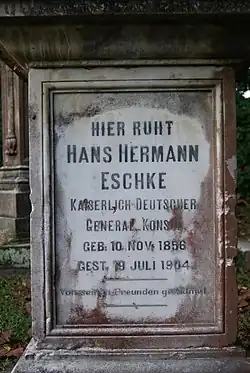 HIER RUHT
HANS HERMANN
ESCHKE
KAISERLICH-DEUTSCHER
GENERAL KONSUL
GEB: 10 NOV. 1856
GEST. 19 JULI 1904
Von seinen Freunden gewidmet